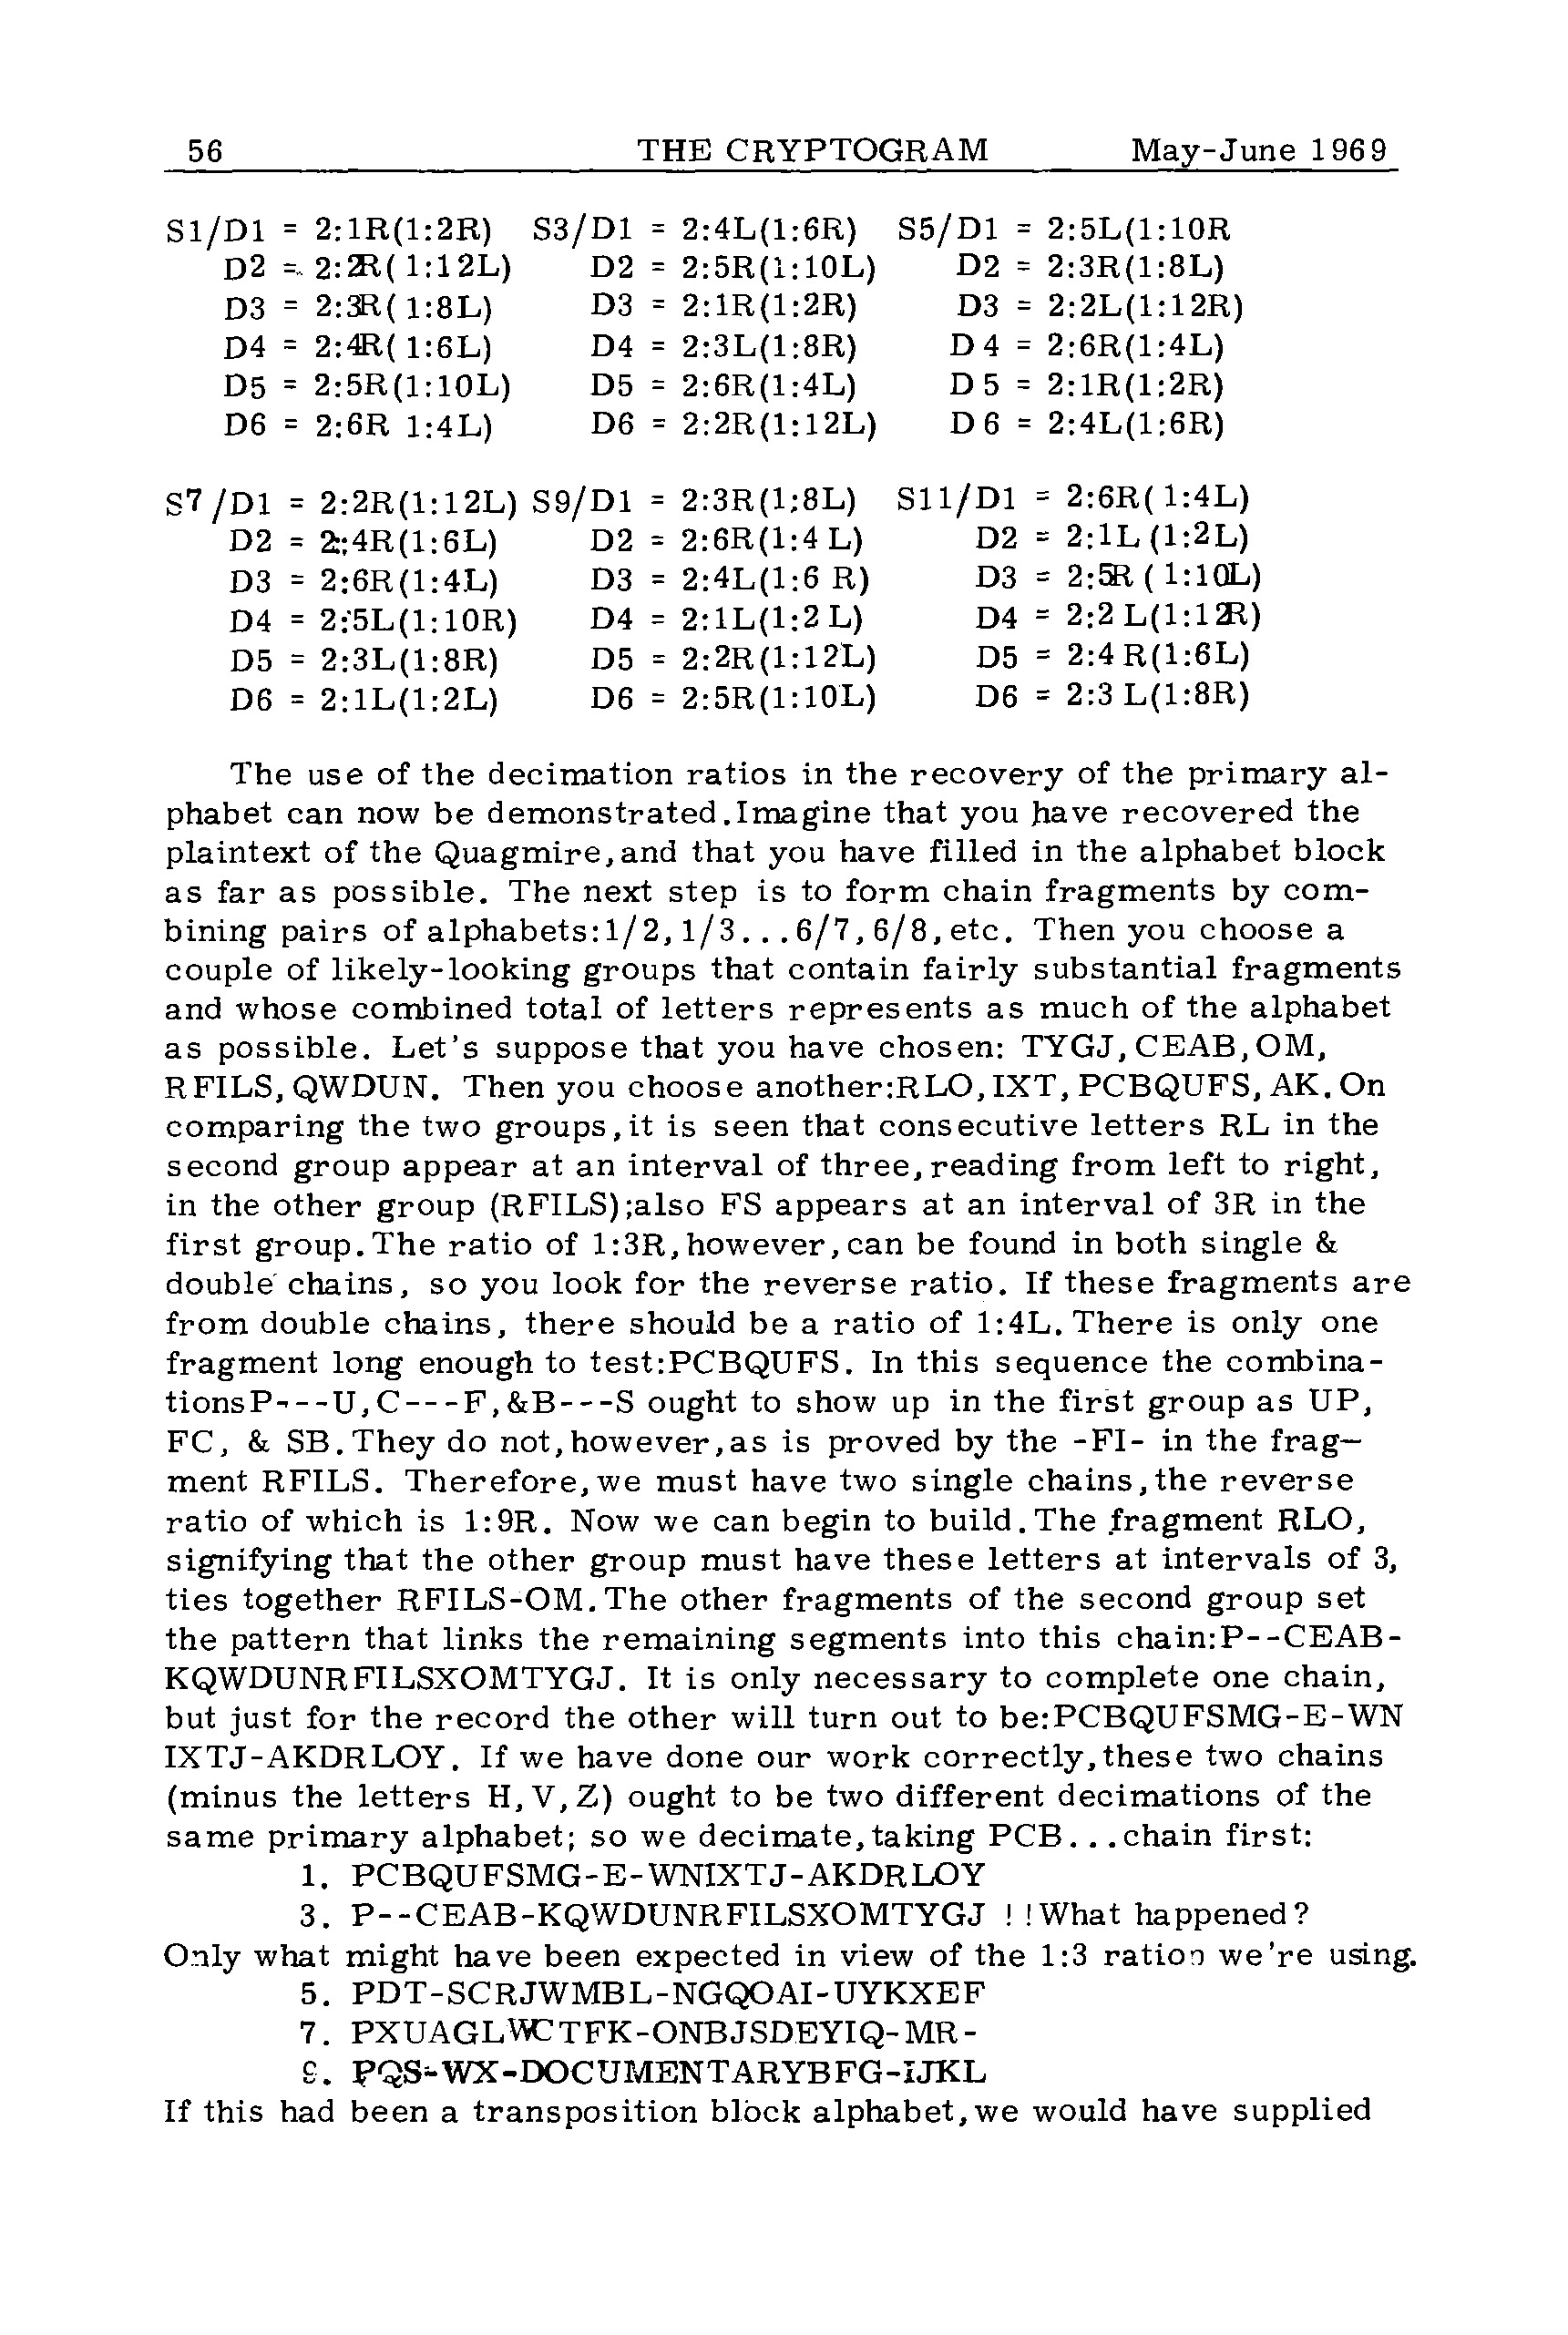 56 THE CRYPTOGRAM May-June 1969
S1/D1 = 2:1R(1:2R) S3/D1 = 2:4L(1:6R) S5/D1 = 2:5L(1:10R
D2 = 2:2R( 1:12L) D2 = 2:5R(1:10L) D2 = 2:3R(1:8L)
D3 = 2:3R( 1:8L) D3 = 2:1R(1:2R) D3 = 2:2L(1:12R)
D4 = 2:4R( 1:6L) D4 = 2:3L(1:8R) D 4 = 2:6R(1:4L)
D5 = 2:5R(1:10L) D5 = 2:6R(1:4L) D 5 = 2:1R(1:2R)
D6 = 2:6R 1:4L) D6 = 2:2R(1:12L) D 6 = 2:4L(1:6R)
S7 /D1 = 2:2R(1:12L) S9/D1 = 2:3R(1;8L) S11/D1 = 2:6R( 1:4L)
D2 = 2:;4R(1:6L) D2 = 2:6R(1:4 L) D2 = 2:1L (1:2L)
D3 = 2:6R(1:4L) D3 = 2:4L(1:6 R) D3 = 2:5R ( 1:10L)
D4 = 2:5L(1:10R) D4 = 2:1L(1:2 L) D4 = 2:2 L(1:12R)
D5 = 2:3L(1:8R) D5 = 2:2R(1:12L) D5 = 2:4 R(1:6L)
D6 = 2:1L(1:2L) D6 = 2:5R(1:10L) D6 = 2:3 L(1:8R)
The use of the decimation ratios in the recovery of the primary al-
phabet can now be demonstrated.Imagine that you have recovered the
plaintext of the Quagmire,and that you have filled in the alphabet block
as far as possible. The next step is to form chain fragments by com-
bining pairs of alphabets:1/2,1/3...6/7,6/8,etc. Then you choose a
couple of likely-looking groups that contain fairly substantial fragments
and whose combined total of letters represents as much of the alphabet
as possible. Let's suppose that you have chosen: TYGJ,CEAB,OM,
RFILS,QWDUN. Then you choose another:RLO,IXT,PCBQUFS,AK.On
comparing the two groups,it is seen that consecutive letters RL in the
second group appear at an interval of three,reading from left to right,
in the other group (RFILS);also FS appears at an interval of 3R in the
first group.The ratio of 1:3R,however,can be found in both single &
double chains, so you look for the reverse ratio. If these fragments are
from double chains, there should be a ratio of 1:4L.There is only one
fragment long enough to test:PCBQUFS. In this sequence the combina-
tionsP---U,C---F,&B---S ought to show up in the first group as UP,
FC, & SB.They do not,however,as is proved by the -FI- in the frag-
ment RFILS. Therefore,we must have two single chains,the reverse
ratio of which is 1:9R. Now we can begin to build.The fragment RLO,
signifying that the other group must have these letters at intervals of 3,
ties together RFILS-OM.The other fragments of the second group set
the pattern that links the remaining segments into this chain:P--CEAB-
KQWDUNRFILSXOMTYGJ. It is only necessary to complete one chain,
but just for the record the other will turn out to be:PCBQUFSMG-E-WN
IXTJ-AKDRLOY. If we have done our work correctly,these two chains
(minus the letters H,V,Z) ought to be two different decimations of the
same primary alphabet; so we decimate,taking PCB...chain first:
1. PCBQUFSMG-E-WNIXTJ-AKDRLOY
3. P--CEAB-KQWDUNRFILSXOMTYGJ !!What happened?
Only what might have been expected in view of the 1:3 ration we're using.
5. PDT-SCRJWMBL-NGQOAI-UYKXEF
7. PXUAGLWCTFK-ONBJSDEYIQ-MR-
9. PQS-WX-DOCUMENTARYBFG-IJKL
If this had been a transposition block alphabet,we would have supplied